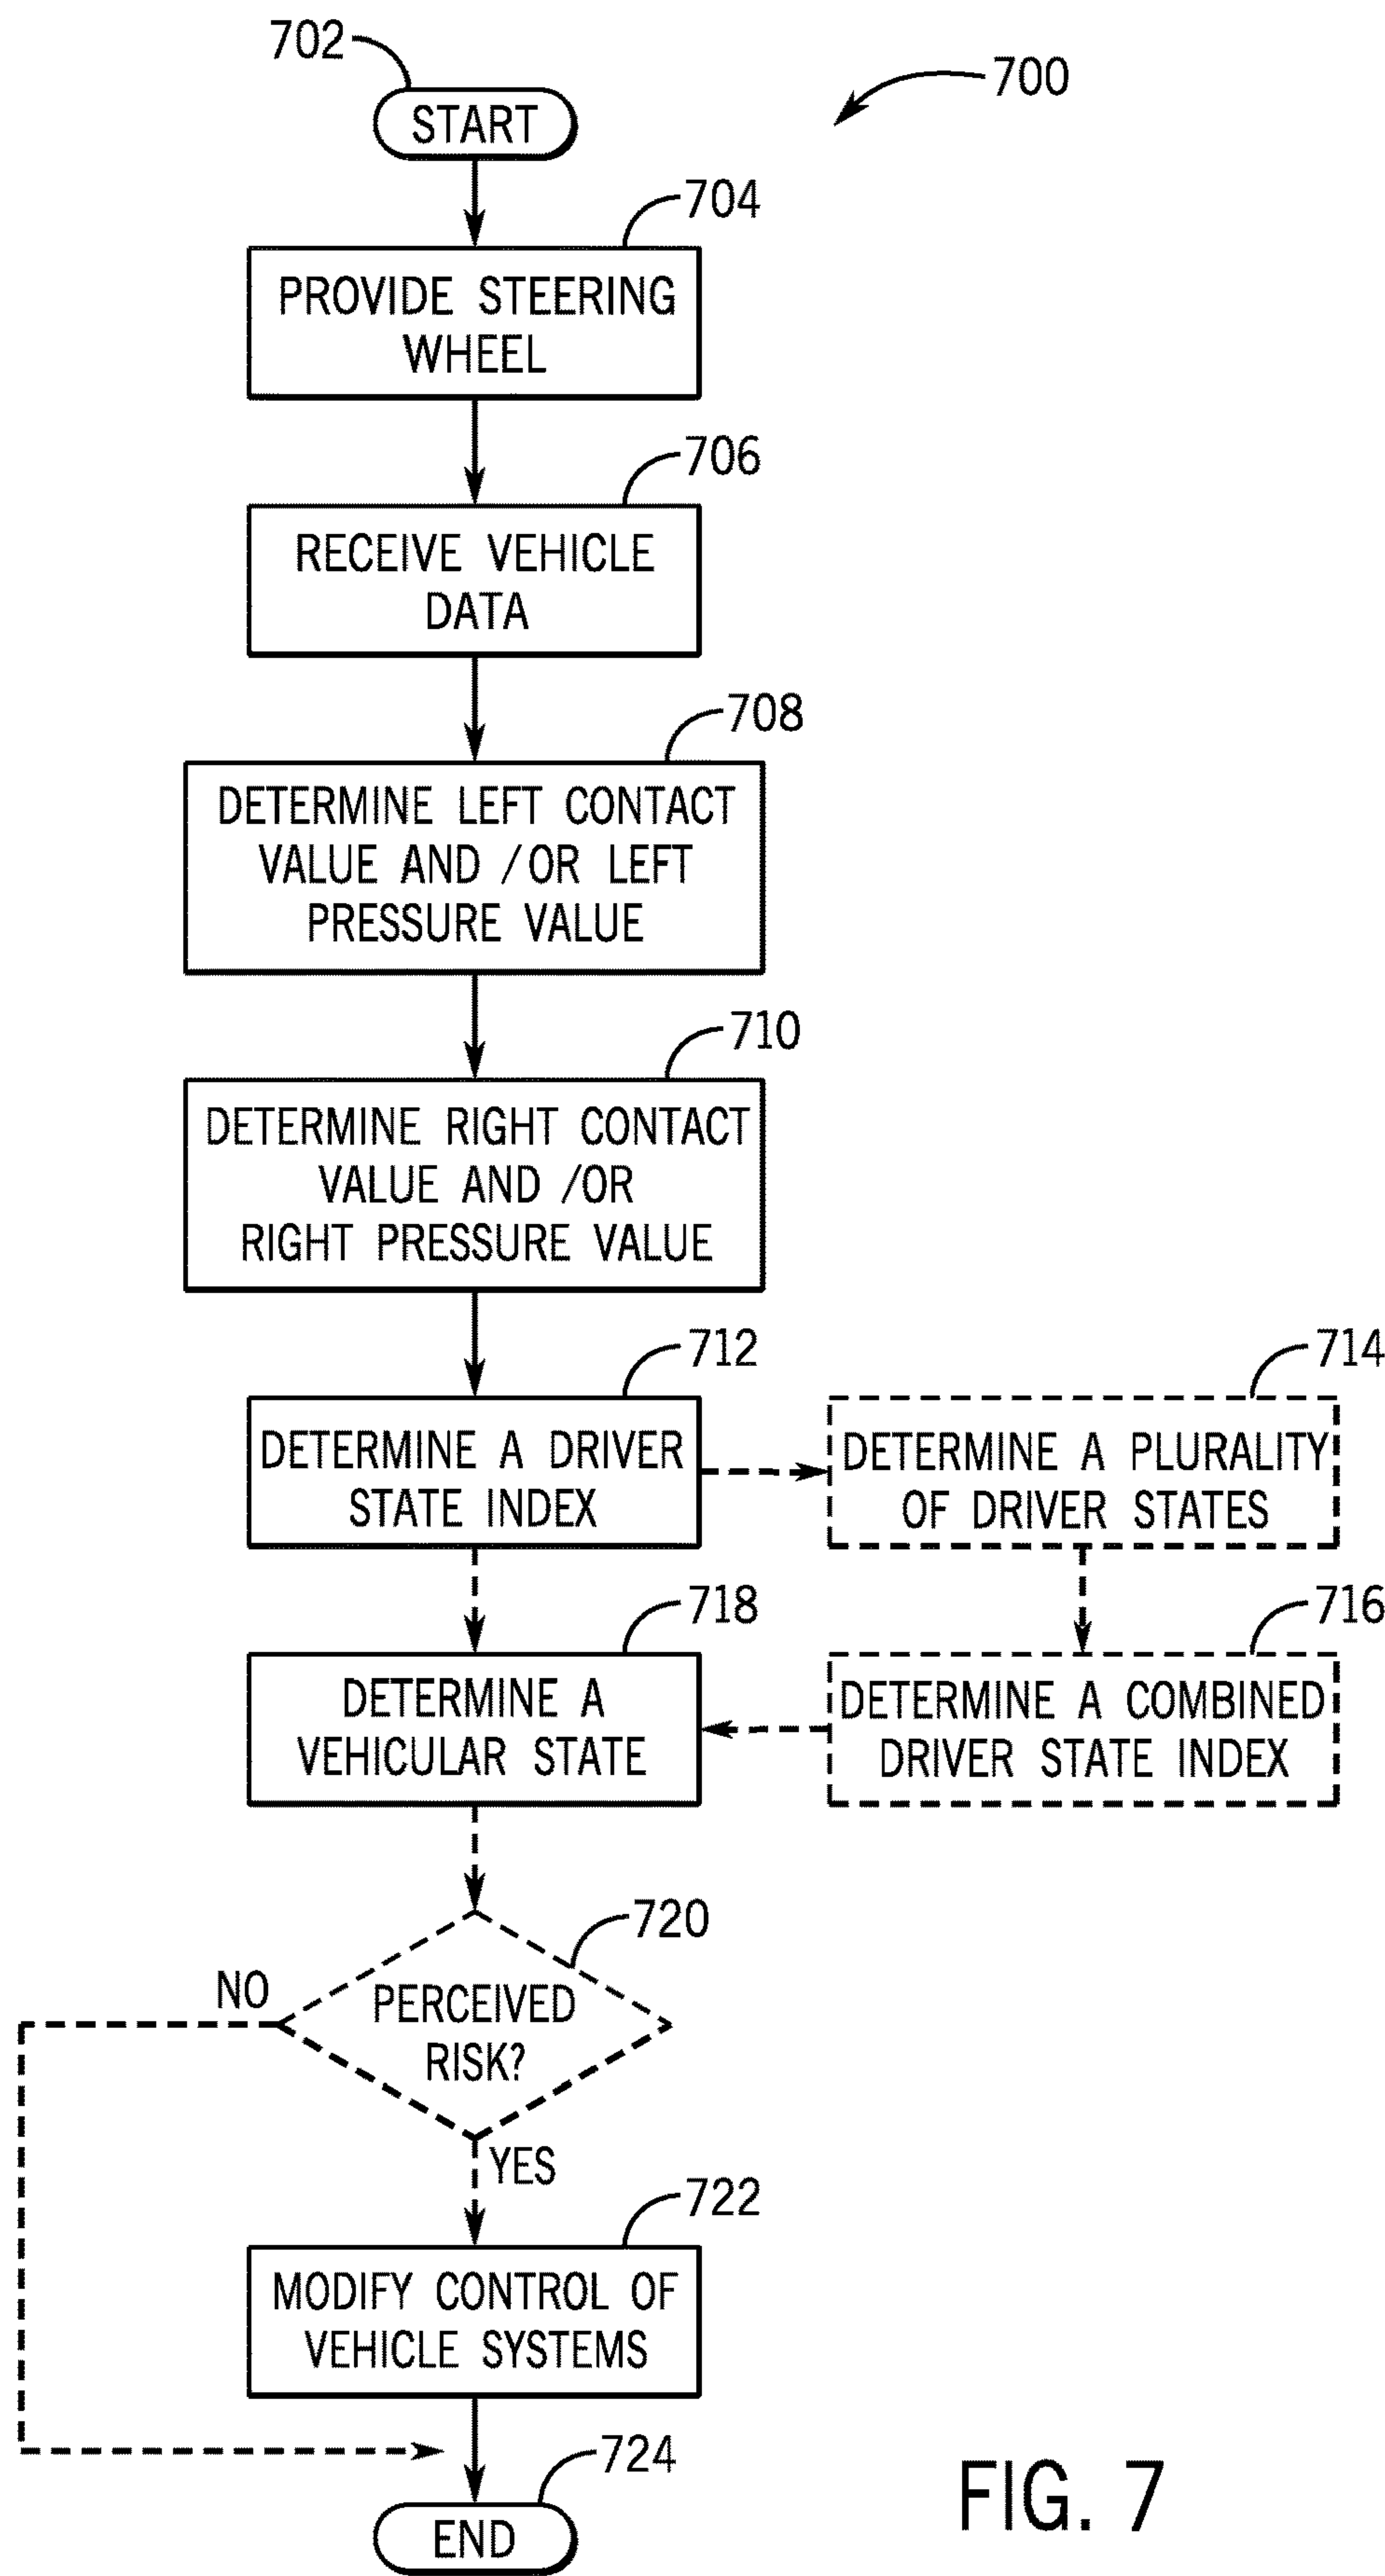 702
700
START
704
PROVIDE STEERING
WHEEL
706
RECEIVE VEHICLE
DATA
708
DETERMINE LEFT CONTACT
VALUE AND /OR LEFT
PRESSURE VALUE
710
DETERMINE RIGHT CONTACT
VALUE AND /OR
RIGHT PRESSURE VALUE
712
DETERMINE A DRIVER
STATE INDEX
714
DETERMINE A PLURALITY
OF DRIVER STATES
718
DETERMINE A
VEHICULAR STATE
716
DETERMINE A COMBINED
DRIVER STATE INDEX
720
PERCEIVED
RISK?
NO
YES
722
MODIFY CONTROL OF
VEHICLE SYSTEMS
724
END
FIG. 7